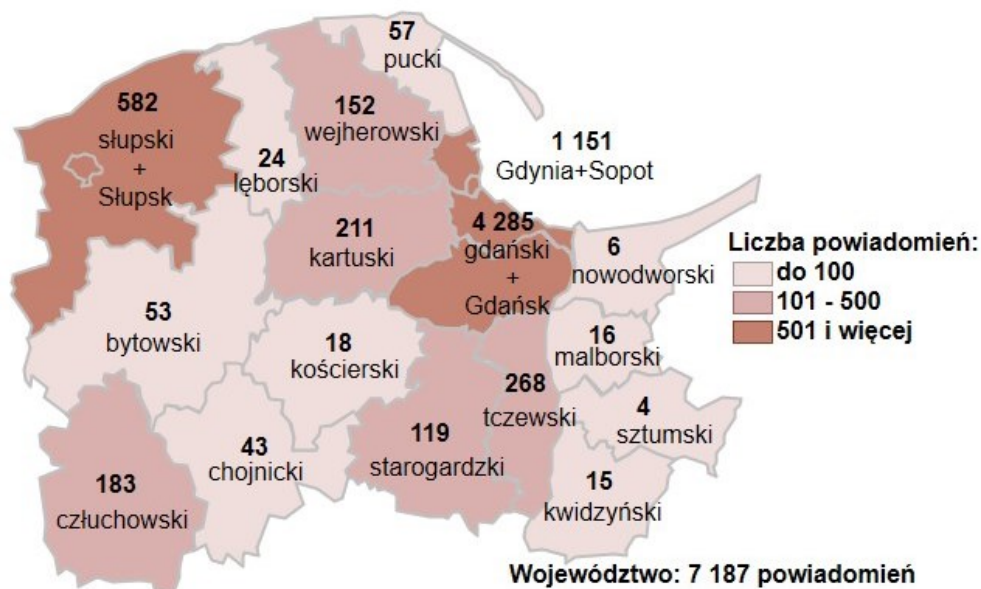 57
pucki
582
słupski
+
Słupsk
152
wejherowski
1 151
Gdynia+Sopot
24
lęborski
211
kartuski
4 285
gdański
+
Gdańsk
6
nowodworski
Liczba powiadomień:
do 100
101 - 500
501 i więcej
53
bytowski
18
kościerski
16
malborski
268
tczewski
4
sztumski
119
starogardzki
43
chojnicki
183
człuchowski
15
kwidzyński
Województwo: 7 187 powiadomień